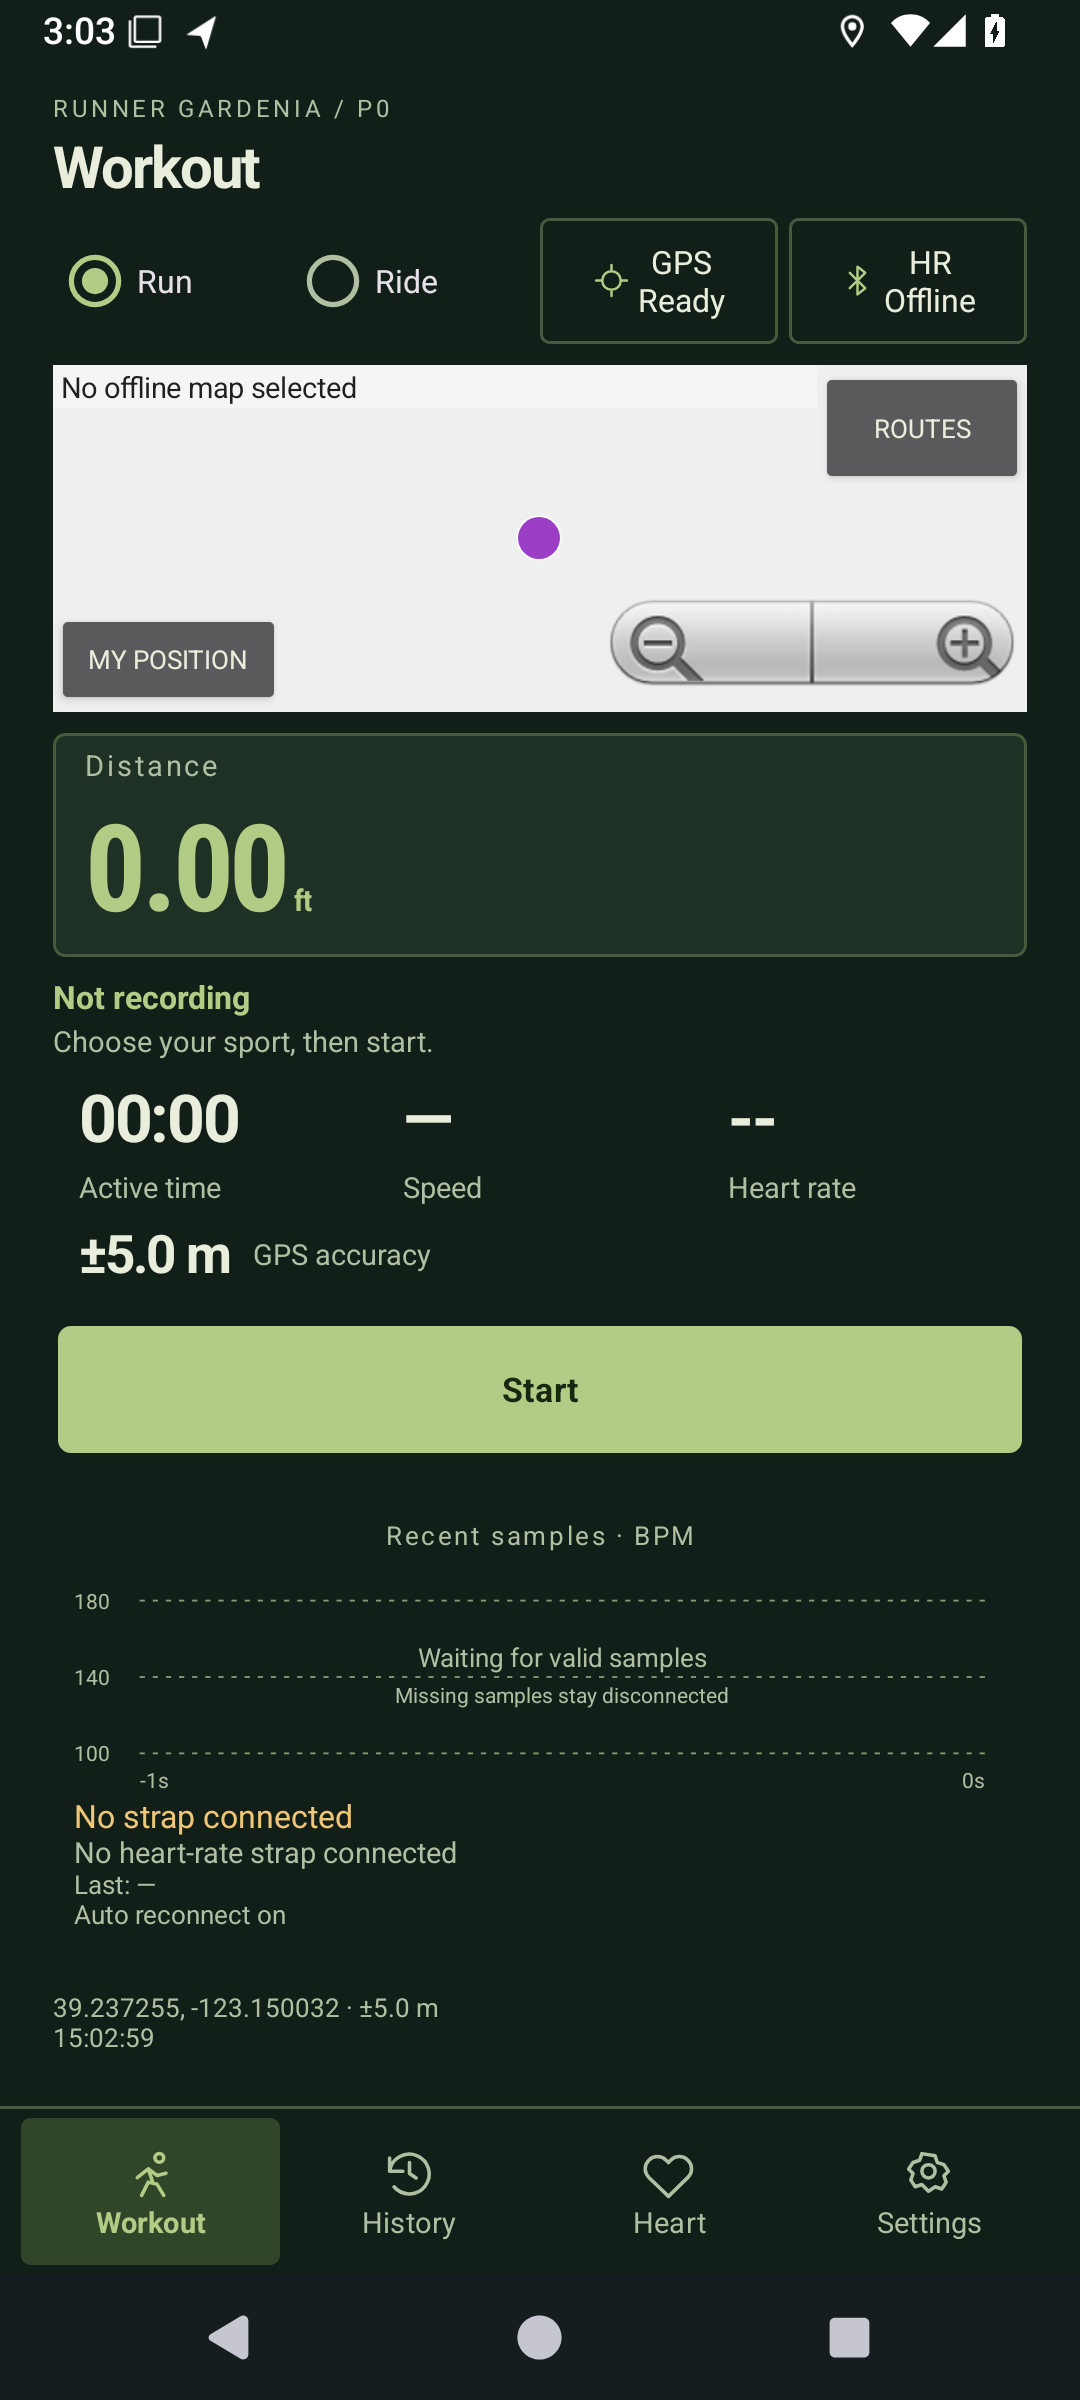 3:03
RUNNER GARDENIA / P0
Workout
Run
Ride
GPS
Ready
HR
Offline
No offline map selected
ROUTES
MY POSITION
Distance
0.00 ft
Not recording
Choose your sport, then start.
00:00
—
--
Active time
Speed
Heart rate
±5.0 m GPS accuracy
Start
Recent samples · BPM
180
Waiting for valid samples
140
Missing samples stay disconnected
100
-1s
0s
No strap connected
No heart-rate strap connected
Last: —
Auto reconnect on
39.237255, -123.150032 · ±5.0 m
15:02:59
Workout
History
Heart
Settings